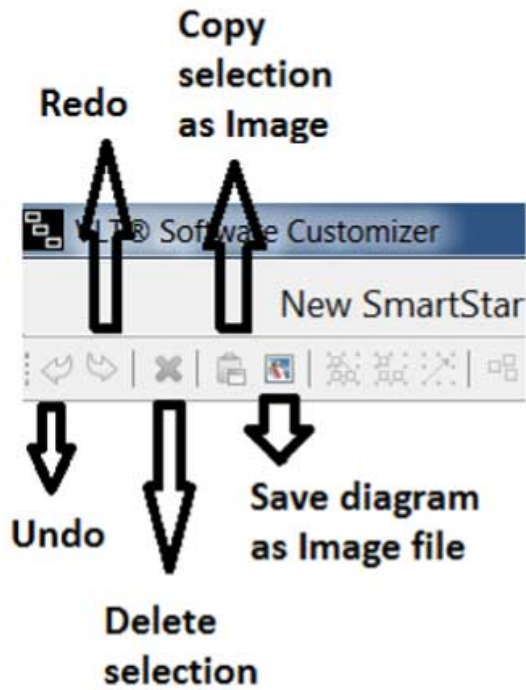 Copy
selection
as Image
Redo
VLT® Software Customizer
New SmartStar
Undo
Save diagram
as Image file
Delete
selection